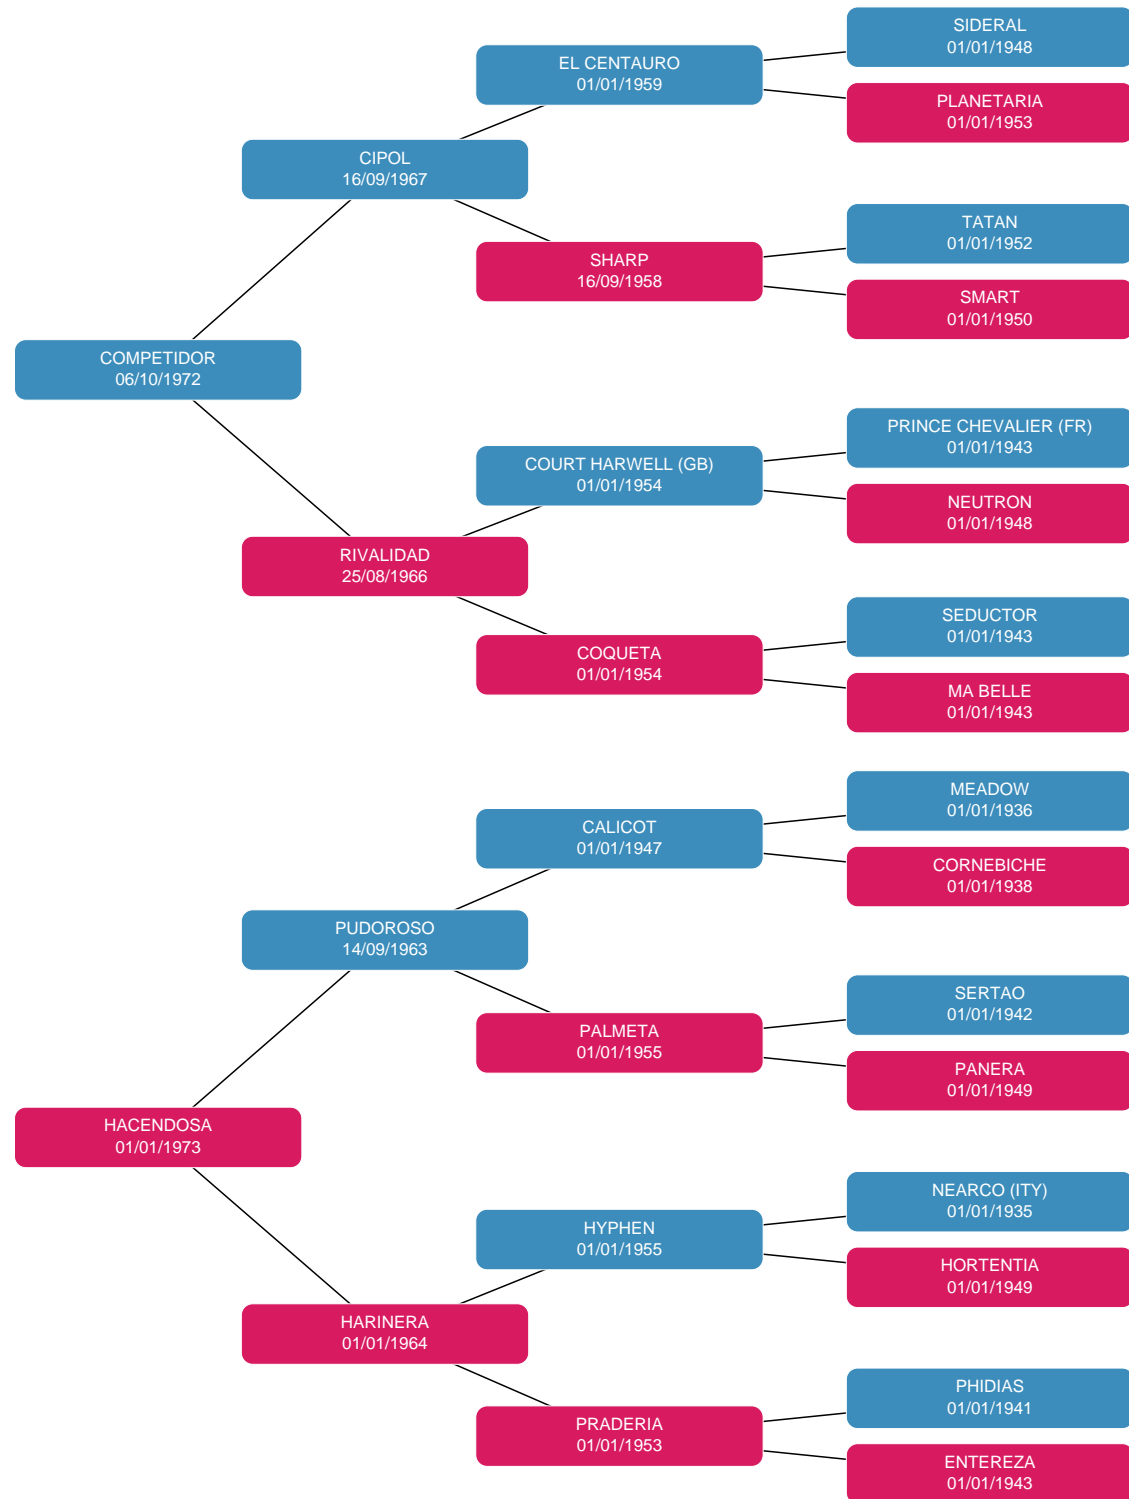 SIDERAL
01/01/1948
EL CENTAURO
01/01/1959
PLANETARIA
01/01/1953
CIPOL
16/09/1967
TATAN
01/01/1952
SHARP
16/09/1958
SMART
01/01/1950
COMPETIDOR
06/10/1972
PRINCE CHEVALIER (FR)
01/01/1943
COURT HARWELL (GB)
01/01/1954
NEUTRON
01/01/1948
RIVALIDAD
25/08/1966
SEDUCTOR
01/01/1943
COQUETA
01/01/1954
MA BELLE
01/01/1943
MEADOW
01/01/1936
CALICOT
01/01/1947
CORNEBICHE
01/01/1938
PUDOROSO
14/09/1963
SERTAO
01/01/1942
PALMETA
01/01/1955
PANERA
01/01/1949
HACENDOSA
01/01/1973
NEARCO (ITY)
01/01/1935
HYPHEN
01/01/1955
HORTENTIA
01/01/1949
HARINERA
01/01/1964
PHIDIAS
01/01/1941
PRADERIA
01/01/1953
ENTEREZA
01/01/1943